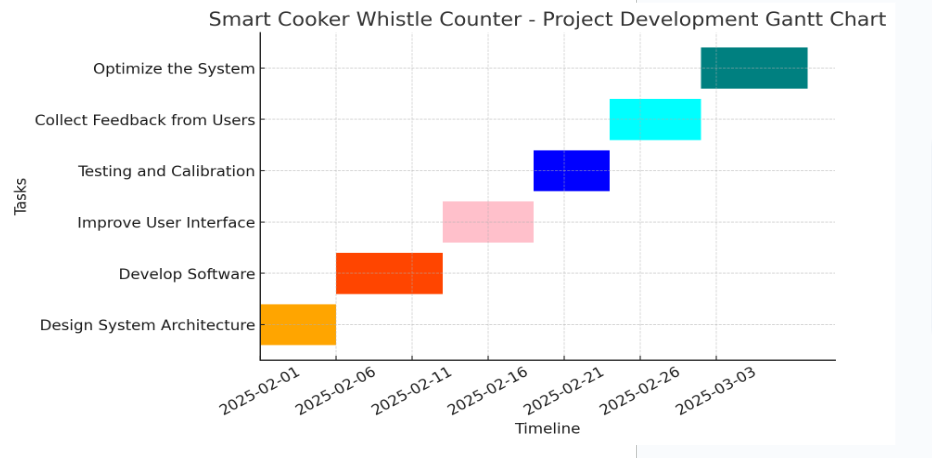 Smart Cooker Whistle Counter - Project Development Gantt Chart
Tasks
Optimize the System
Collect Feedback from Users
Testing and Calibration
Improve User Interface
Develop Software
Design System Architecture
2025-02-01
2025-02-06
2025-02-11
2025-02-16
2025-02-21
2025-02-26
2025-03-03
Timeline